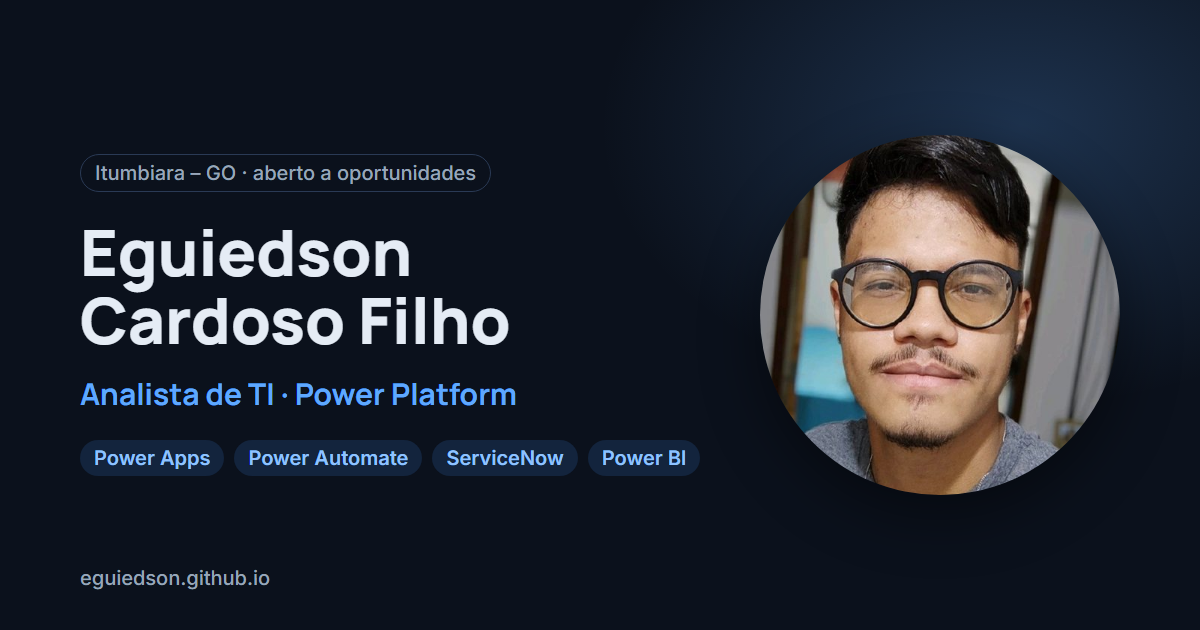 Itumbiara – GO · aberto a oportunidades
Eguiedson
Cardoso Filho
Analista de TI · Power Platform
Power Apps Power Automate ServiceNow Power BI
eguiedson.github.io